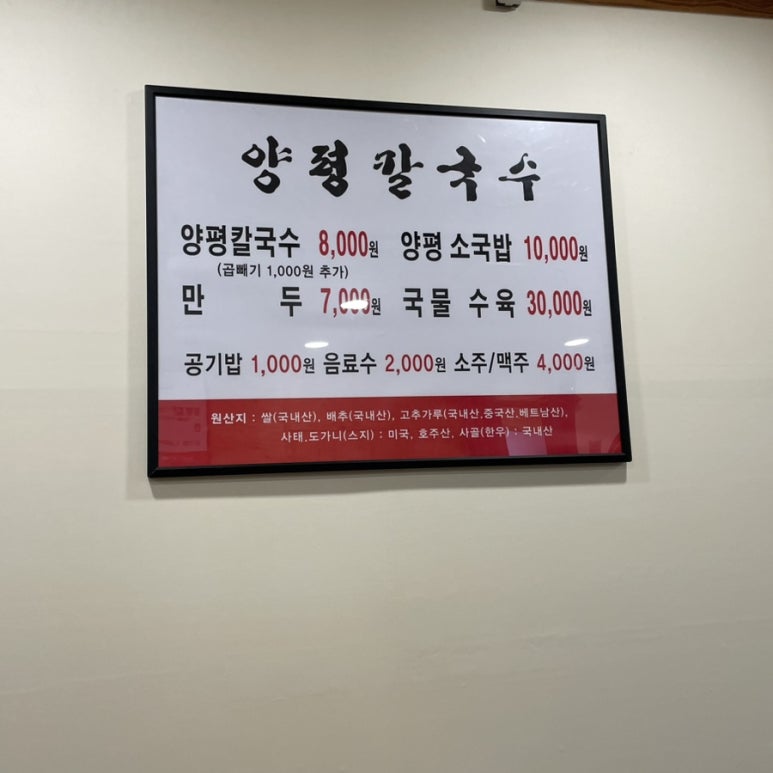 양평칼국수
양평칼국수 8,000원 양평 소국밥 10,000원
(곱빼기 1,000원 추가)
만 두 7,000원 국물 수육 30,000원
공기밥 1,000원 음료수 2,000원 소주/맥주 4,000원
원산지 : 쌀(국내산), 배추(국내산), 고추가루(국내산,중국산,베트남산),
사태,도가니(스지) : 미국, 호주산, 사골(한우) : 국내산